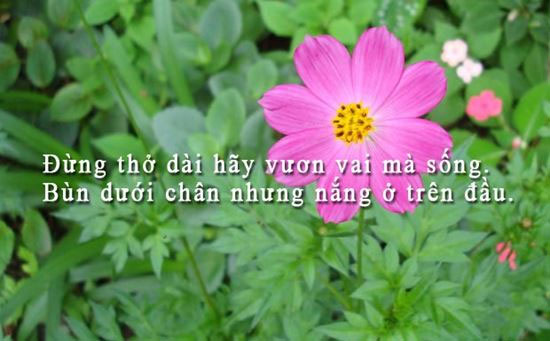 Đừng thở dài hãy vươn vai mà sống.
Bùn dưới chân nhưng nắng ở trên đầu.